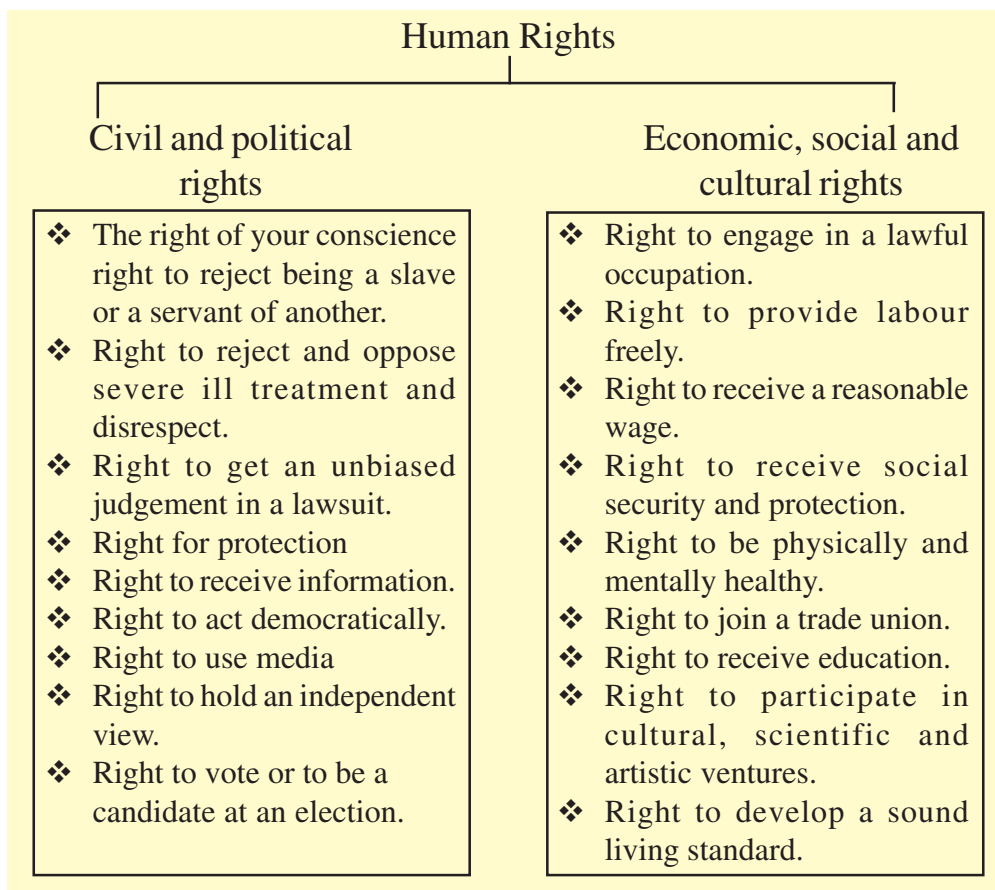 Human Rights
Civil and political
rights
❖ The right of your conscience
right to reject being a slave
or a servant of another.
❖ Right to reject and oppose
severe ill treatment and
disrespect.
❖ Right to get an unbiased
judgement in a lawsuit.
❖ Right for protection
❖ Right to receive information.
❖ Right to act democratically.
❖ Right to use media
❖ Right to hold an independent
view.
❖ Right to vote or to be a
candidate at an election.
Economic, social and
cultural rights
❖ Right to engage in a lawful
occupation.
❖ Right to provide labour
freely.
❖ Right to receive a reasonable
wage.
❖ Right to receive social
security and protection.
❖ Right to be physically and
mentally healthy.
❖ Right to join a trade union.
❖ Right to receive education.
❖ Right to participate in
cultural, scientific and
artistic ventures.
❖ Right to develop a sound
living standard.